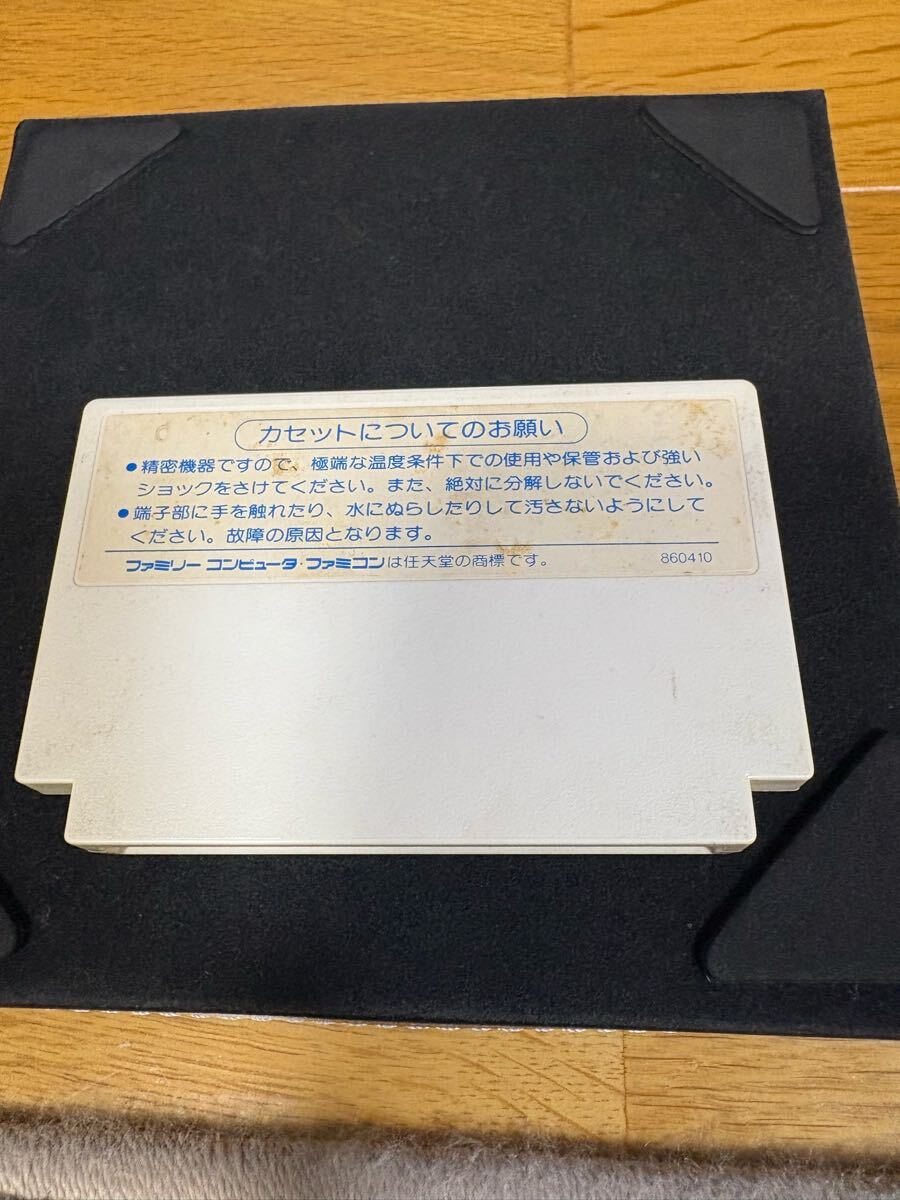 カセットについてのお願い
●精密機器ですので、極端な温度条件下での使用や保管および強い
ショックをさけてください。また、絶対に分解しないでください。
●端子部に手を触れたり、水にぬらしたりして汚さないようにして
ください。故障の原因となります。
ファミリー コンピュータ・ファミコンは任天堂の商標です。 860410